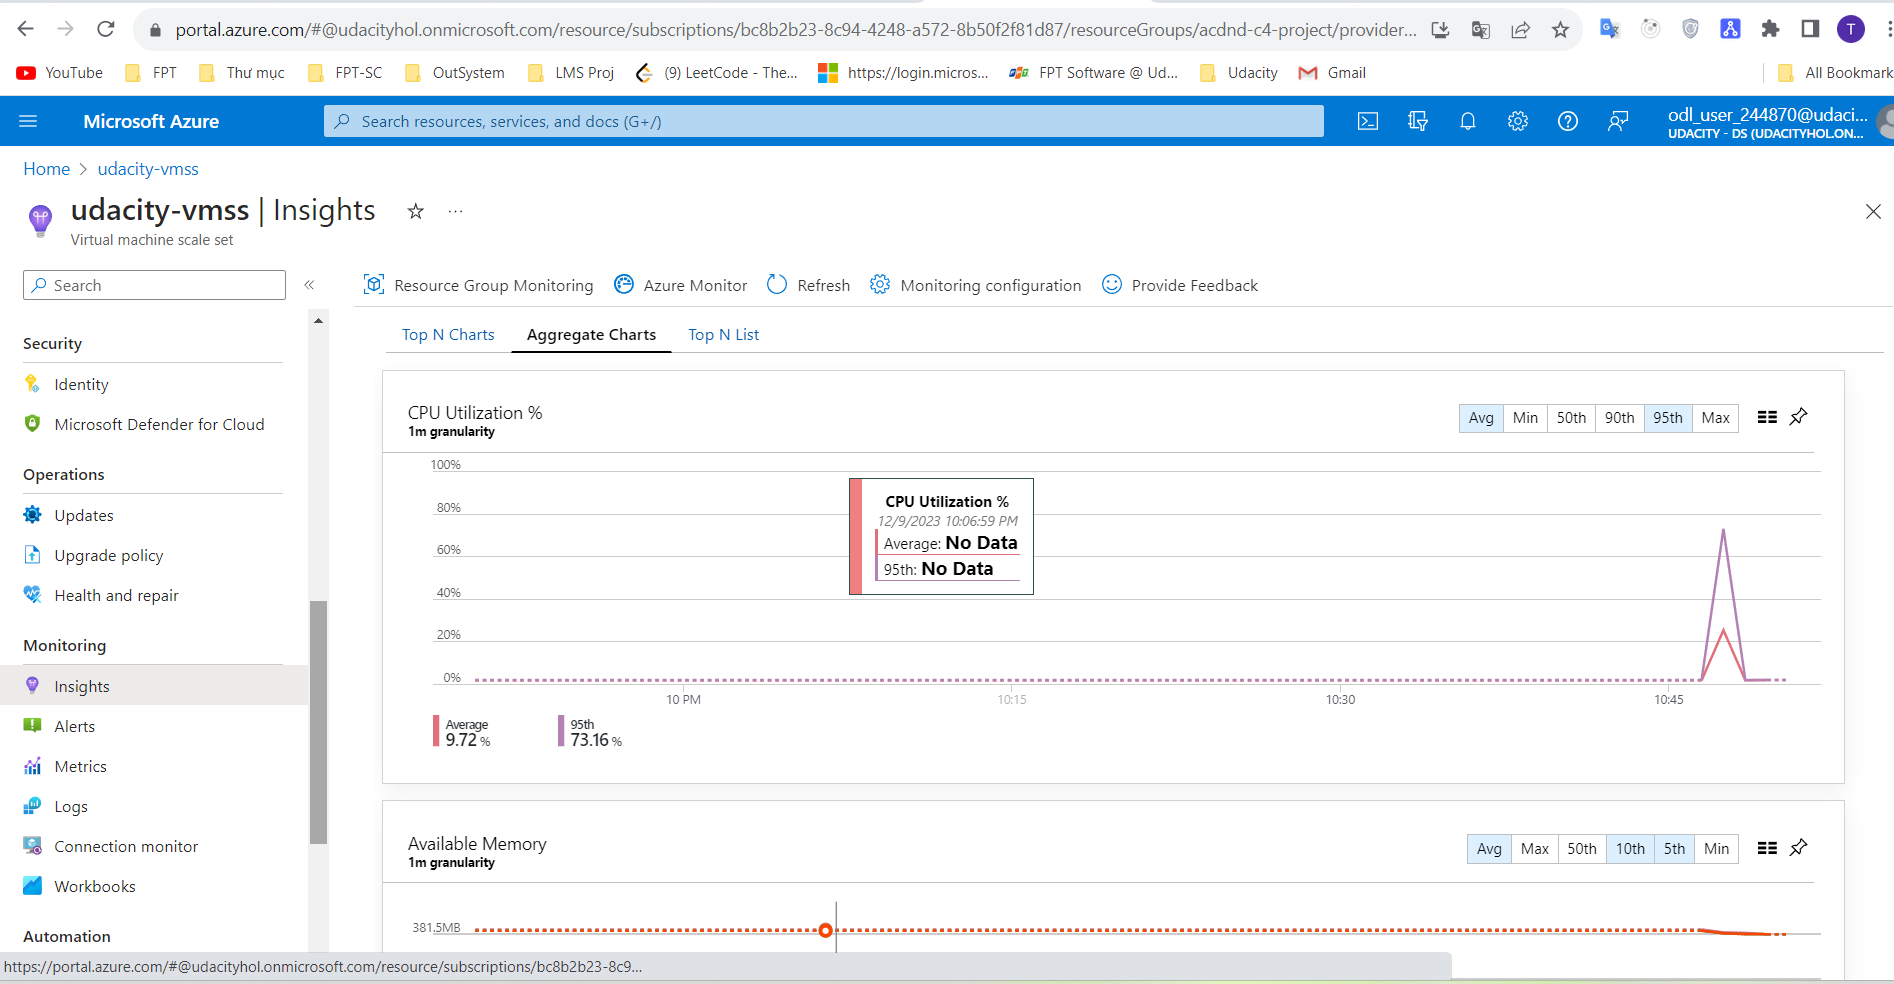 portal.azure.com/#@udacityhol.onmicrosoft.com/resource/subscriptions/bc8b2b23-8c94-4248-a572-8b50f2f81d87/resourceGroups/acdnd-c4-project/provider...
T
YouTube
FPT
Thư mục
FPT-SC
OutSystem
LMS Proj
(9) LeetCode - The...
https://login.micros...
FPT Software @ Ud...
Udacity
Gmail
All Bookmark
Microsoft Azure
Search resources, services, and docs (G+/)
odl_user_244870@udaci...
UDACITY - DS (UDACITYHOL.ON...
Home > udacity-vmss
udacity-vmss | Insights
...
Virtual machine scale set
Search
«
Resource Group Monitoring
Azure Monitor
Refresh
Monitoring configuration
Provide Feedback
Security
Identity
Microsoft Defender for Cloud
Operations
Updates
Upgrade policy
Health and repair
Monitoring
Insights
Alerts
Metrics
Logs
Connection monitor
Workbooks
Automation
Top N Charts
Aggregate Charts
Top N List
CPU Utilization %
1m granularity
Avg
Min
50th
90th
95th
Max
100%
80%
60%
40%
20%
0%
CPU Utilization %
12/9/2023 10:06:59 PM
Average: No Data
95th: No Data
10 PM
10:15
10:30
10:45
Average
9.72 %
95th
73.16 %
Available Memory
1m granularity
Avg
Max
50th
10th
5th
Min
381.5MB
https://portal.azure.com/#@udacityhol.onmicrosoft.com/resource/subscriptions/bc8b2b23-8c9...